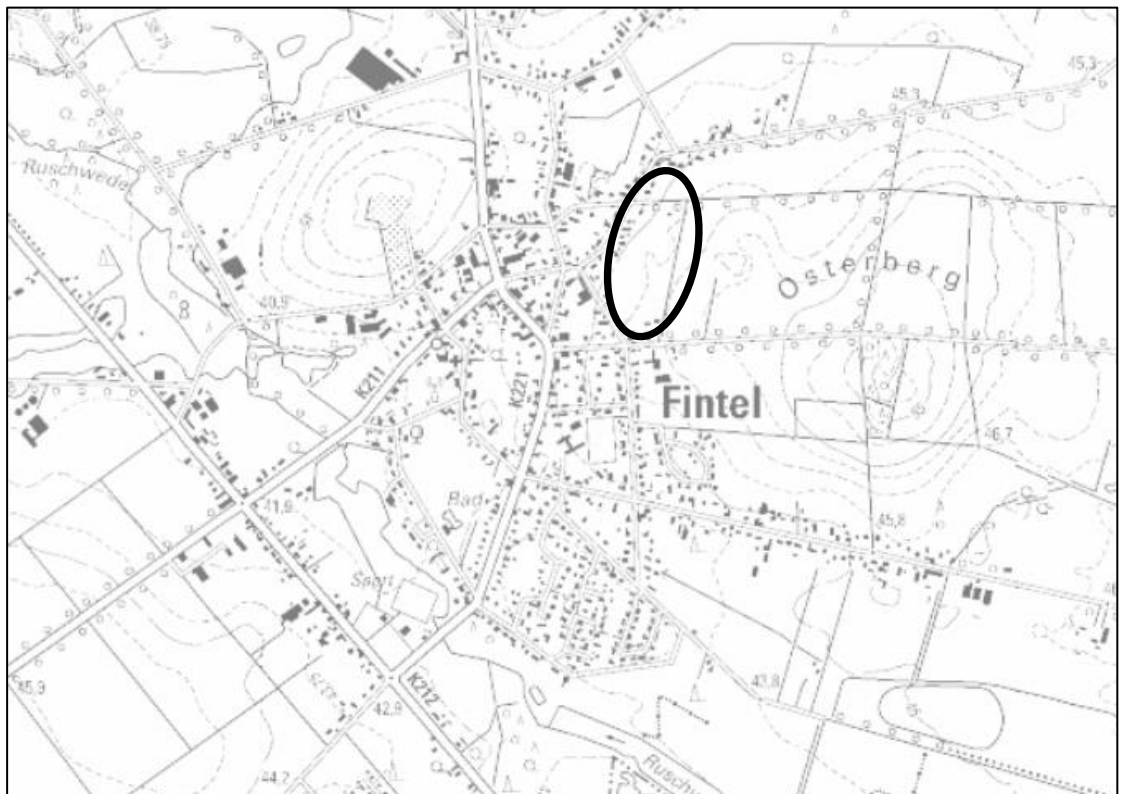 45,3
45,3
Ruschwede
Osterberg
40,9
K211
K221
Fintel
46,7
Bad
41,9
45,8
Sport
K212
45,9
42,9
43,8
44,2